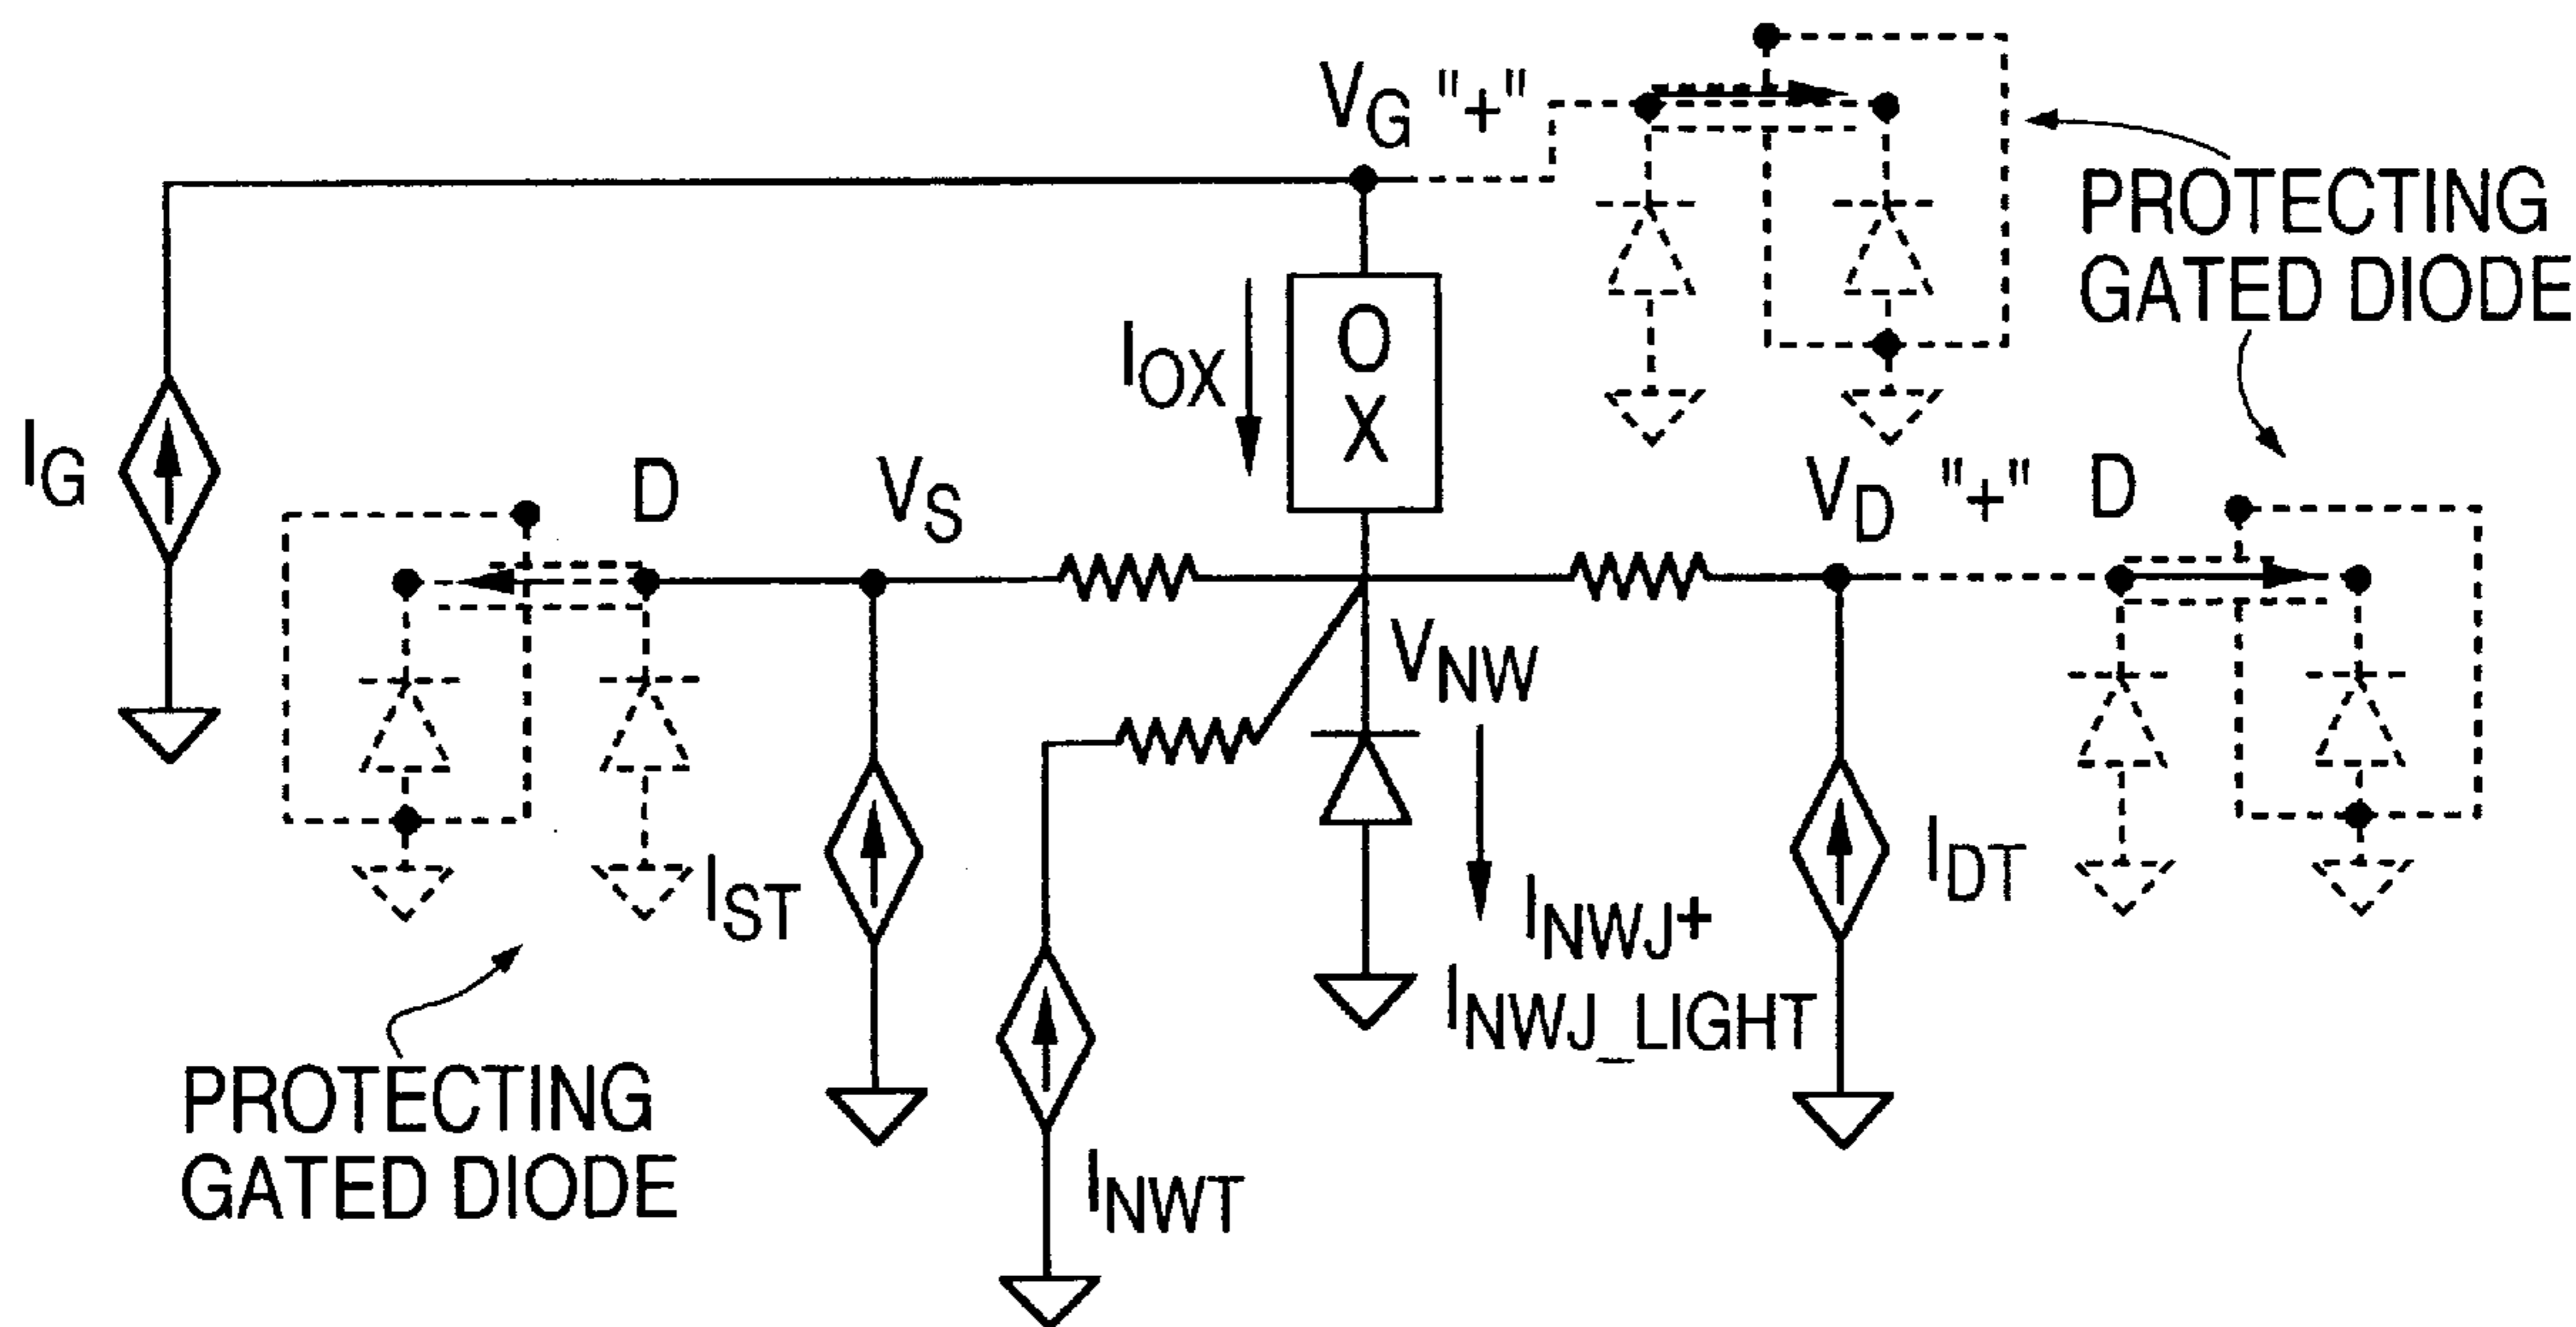 V_G "+"
PROTECTING
GATED DIODE
I_OX
O
X
I_G
D
V_S
V_D "+" D
V_NW
I_ST
I_DT
I_NWJ+
I_NWJ_LIGHT
PROTECTING
GATED DIODE
I_NWT